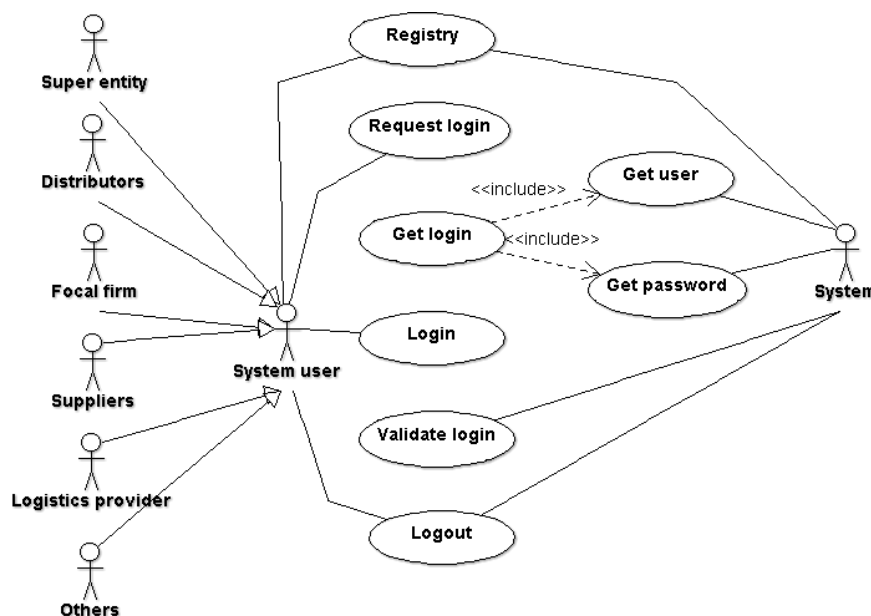 Super entity
Distributors
Focal firm
Suppliers
Logistics provider
Others
System user
Registry
Request login
Get login
<<include>>
<<include>>
Get user
Get password
Login
Validate login
Logout
System